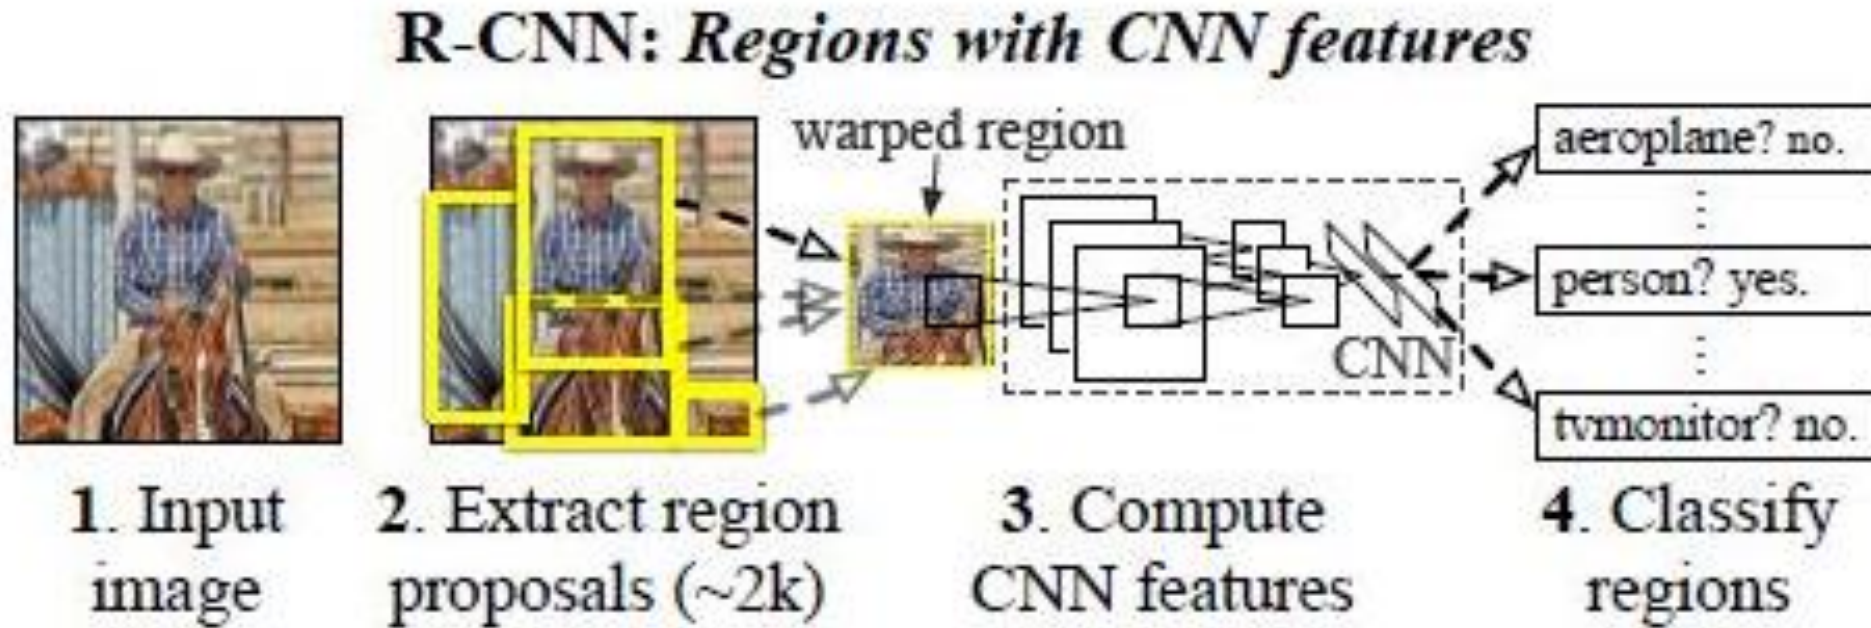 R-CNN: Regions with CNN features
warped region
aeroplane? no.
person? yes.
CNN
tvmonitor? no.
1. Input
image
2. Extract region
proposals (~2k)
3. Compute
CNN features
4. Classify
regions